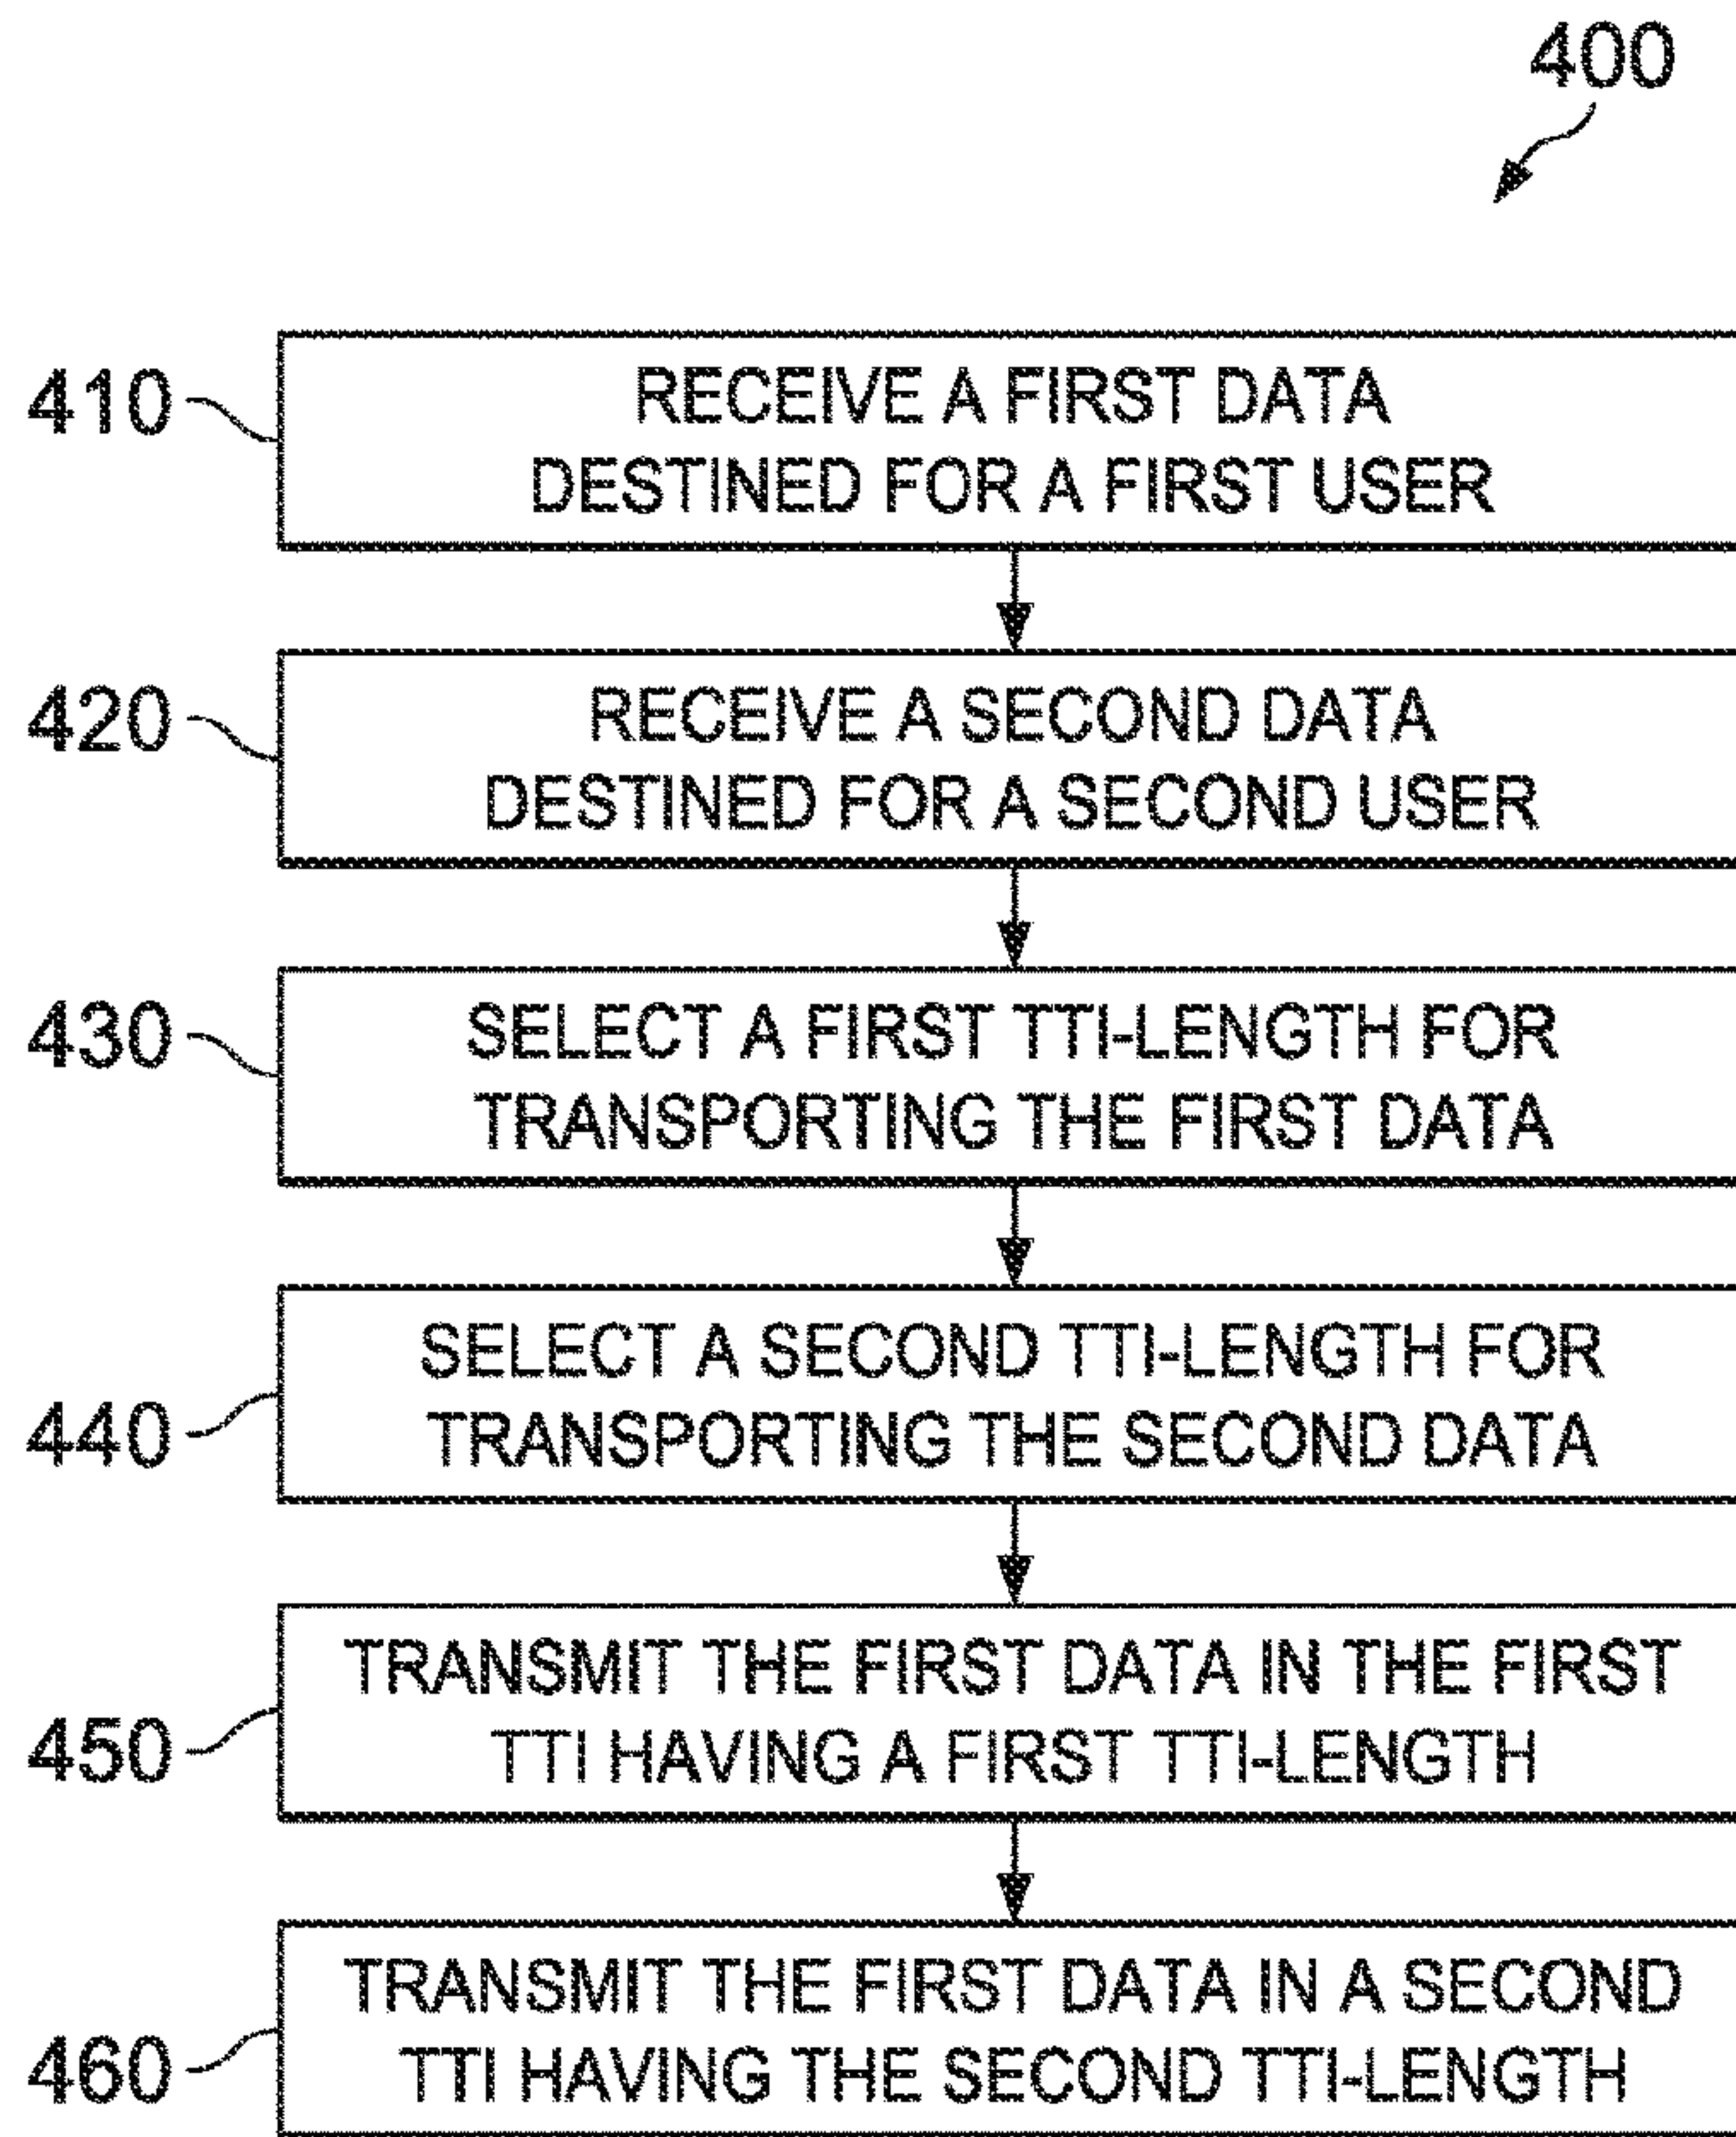 400
410
RECEIVE A FIRST DATA
DESTINED FOR A FIRST USER
420
RECEIVE A SECOND DATA
DESTINED FOR A SECOND USER
430
SELECT A FIRST TTI-LENGTH FOR
TRANSPORTING THE FIRST DATA
440
SELECT A SECOND TTI-LENGTH FOR
TRANSPORTING THE SECOND DATA
450
TRANSMIT THE FIRST DATA IN THE FIRST
TTI HAVING A FIRST TTI-LENGTH
460
TRANSMIT THE FIRST DATA IN A SECOND
TTI HAVING THE SECOND TTI-LENGTH